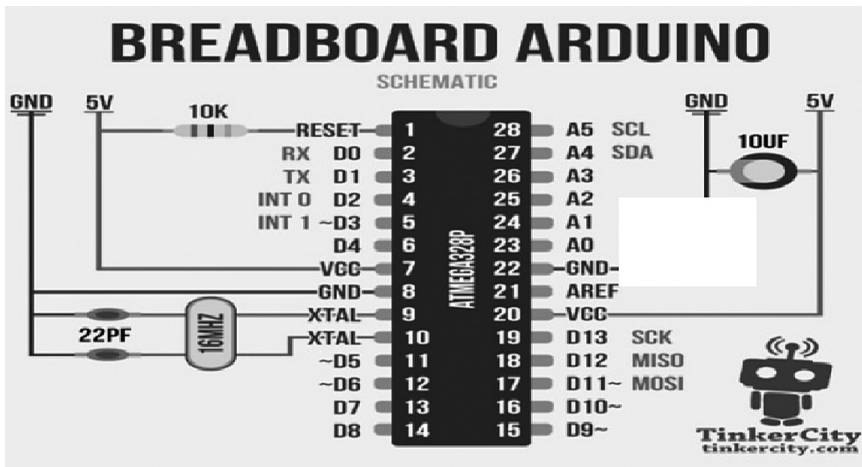 BREADBOARD ARDUINO
SCHEMATIC
GND 5V 10K GND 5V
10UF
RESET 1 28 A5 SCL
RX D0 2 27 A4 SDA
TX D1 3 26 A3
INT 0 D2 4 25 A2
INT 1 ~D3 5 24 A1
D4 6 23 A0
VCC 7 22 GND
GND 8 21 AREF
XTAL 9 20 VCC
XTAL 10 19 D13 SCK
~D5 11 18 D12 MISO
~D6 12 17 D11~ MOSI
D7 13 16 D10~
D8 14 15 D9~
ATMEGA328P
22PF
16MHZ
TinkerCity
tinkercity.com